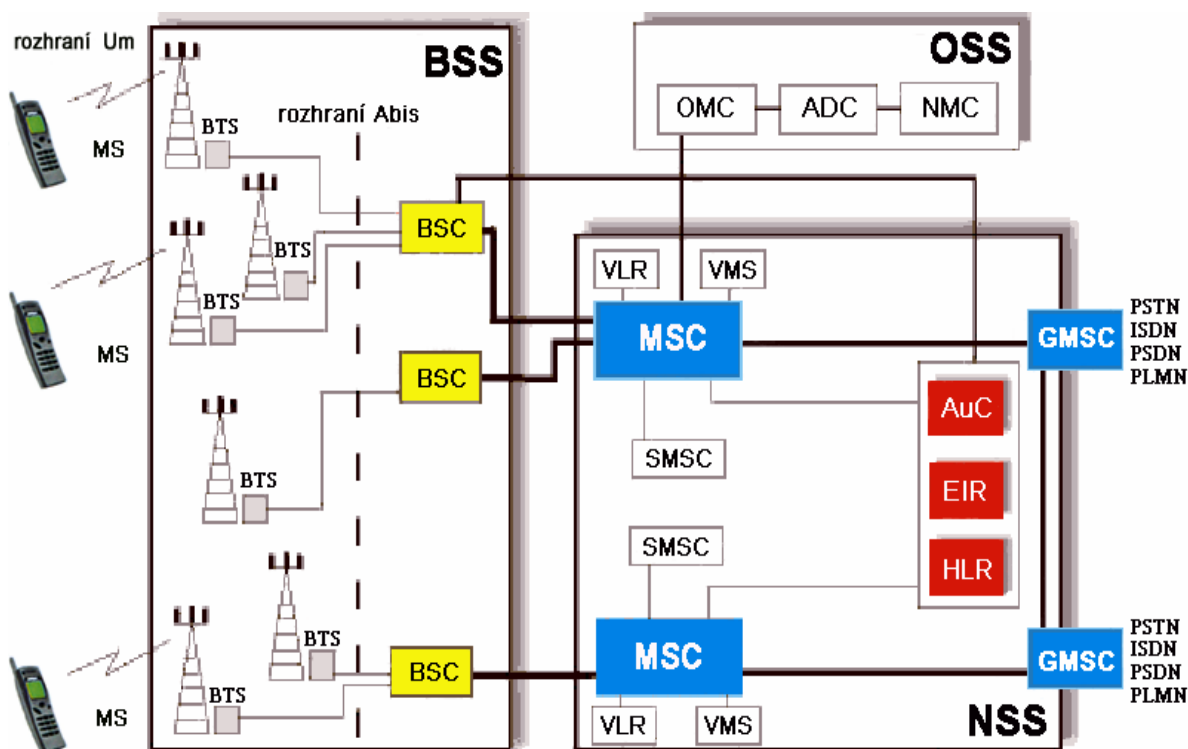 rozhraní Um
BSS
OSS
OMC
ADC
NMC
rozhraní Abis
BTS
MS
BTS
BSC
BTS
MS
VLR
VMS
MSC
GMSC
PSTN
ISDN
PSDN
PLMN
BSC
AuC
SMSC
BTS
EIR
SMSC
HLR
BTS
BSC
MSC
GMSC
PSTN
ISDN
PSDN
PLMN
BTS
MS
VLR
VMS
NSS